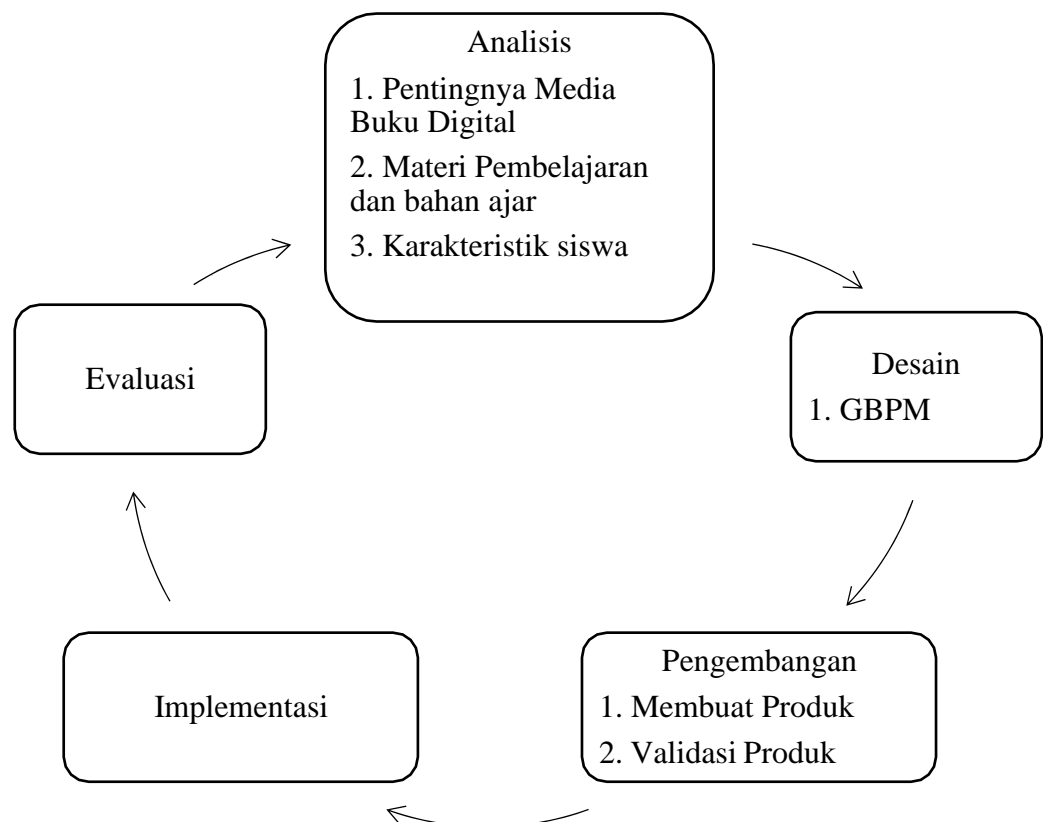 Analisis
1. Pentingnya Media
Buku Digital
2. Materi Pembelajaran
dan bahan ajar
3. Karakteristik siswa
Desain
1. GBPM
Pengembangan
1. Membuat Produk
2. Validasi Produk
Implementasi
Evaluasi